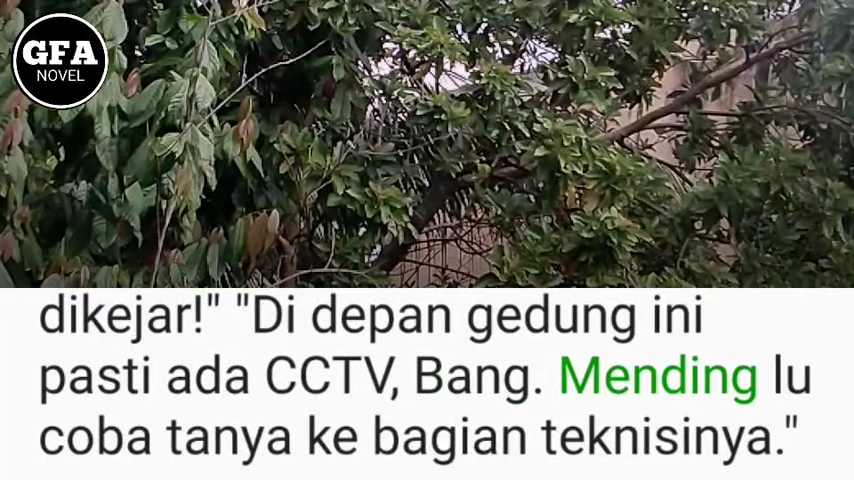 GFA
NOVEL
dikejar!" "Di depan gedung ini
pasti ada CCTV, Bang. Mending lu
coba tanya ke bagian teknisinya."